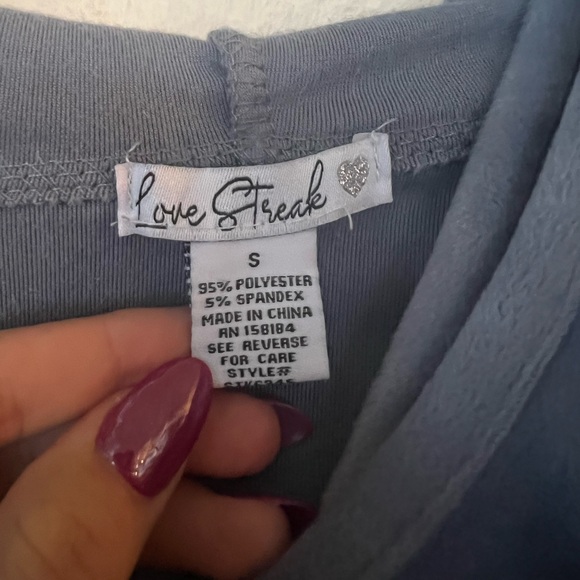 Love Streak
S
95% POLYESTER
5% SPANDEX
MADE IN CHINA
RN 158184
SEE REVERSE
FOR CARE
STYLE#